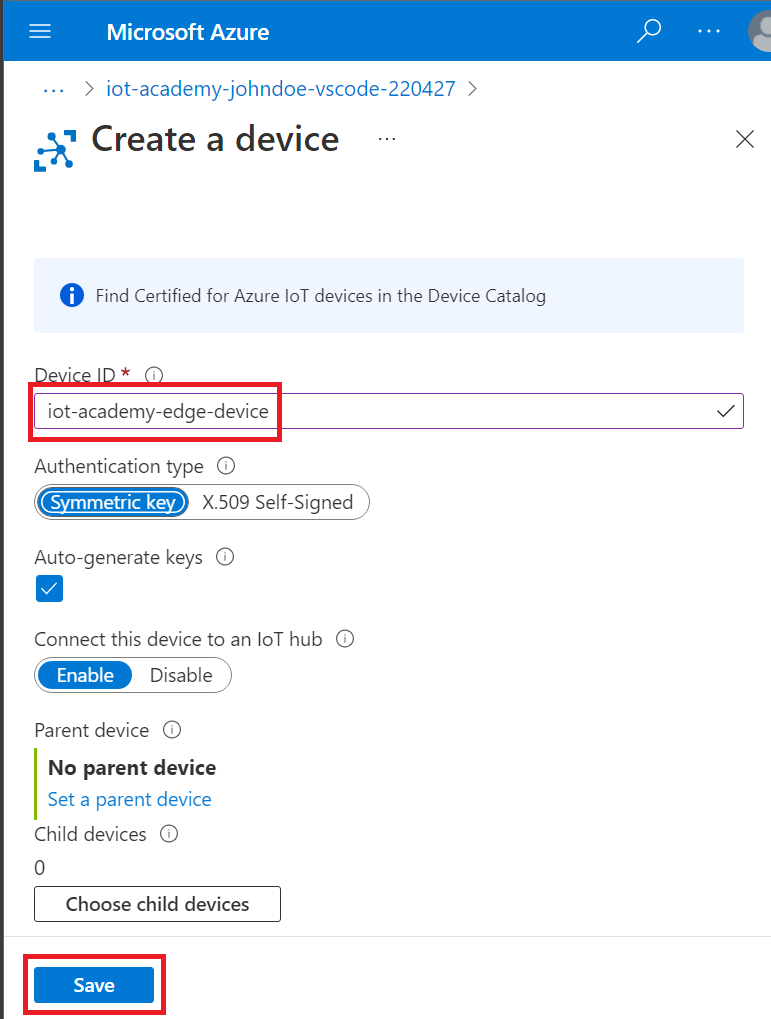 Microsoft Azure
... > iot-academy-johndoe-vscode-220427 >
Create a device ...
Find Certified for Azure IoT devices in the Device Catalog
Device ID *
iot-academy-edge-device
Authentication type
Symmetric key X.509 Self-Signed
Auto-generate keys
Connect this device to an IoT hub
Enable Disable
Parent device
No parent device
Set a parent device
Child devices
0
Choose child devices
Save